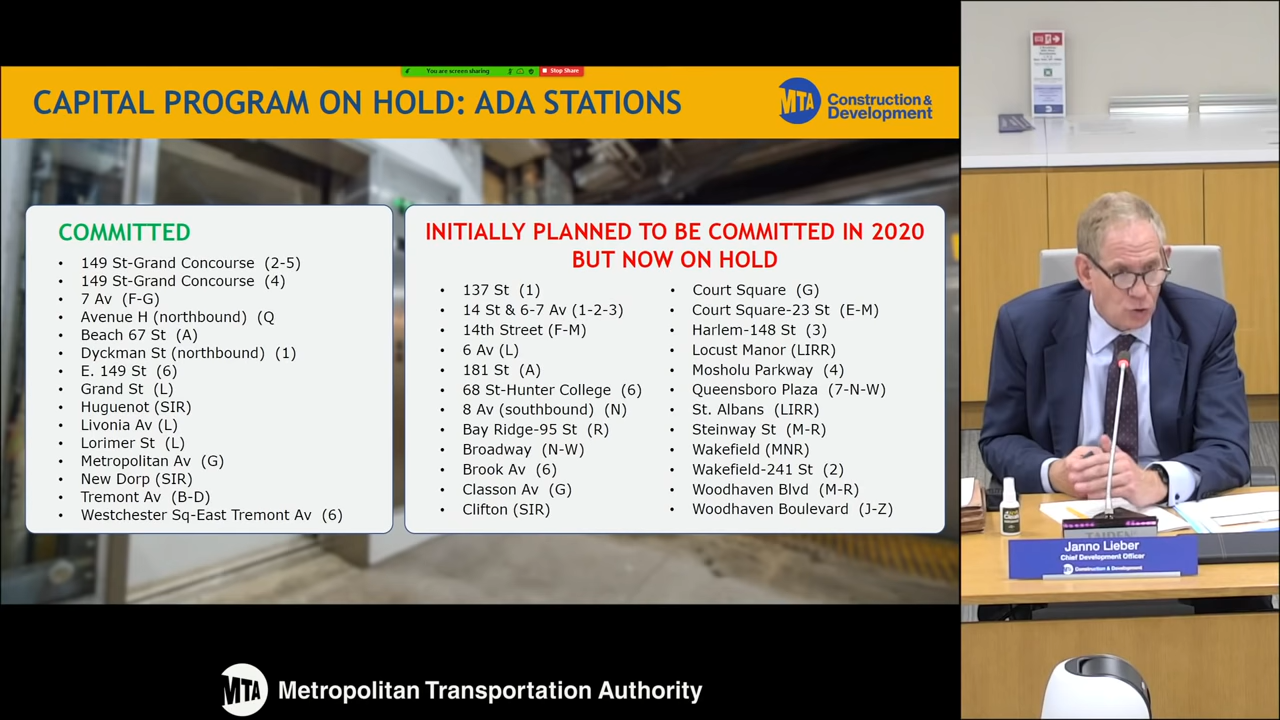 You are screen sharing
Stop Share
CAPITAL PROGRAM ON HOLD: ADA STATIONS
MTA
Construction &
Development
COMMITTED
• 149 St-Grand Concourse (2-5)
• 149 St-Grand Concourse (4)
• 7 Av (F-G)
• Avenue H (northbound) (Q
• Beach 67 St (A)
• Dyckman St (northbound) (1)
• E. 149 St (6)
• Grand St (L)
• Huguenot (SIR)
• Livonia Av (L)
• Lorimer St (L)
• Metropolitan Av (G)
• New Dorp (SIR)
• Tremont Av (B-D)
• Westchester Sq-East Tremont Av (6)
INITIALLY PLANNED TO BE COMMITTED IN 2020
BUT NOW ON HOLD
• 137 St (1)
• 14 St & 6-7 Av (1-2-3)
• 14th Street (F-M)
• 6 Av (L)
• 181 St (A)
• 68 St-Hunter College (6)
• 8 Av (southbound) (N)
• Bay Ridge-95 St (R)
• Broadway (N-W)
• Brook Av (6)
• Classon Av (G)
• Clifton (SIR)
• Court Square (G)
• Court Square-23 St (E-M)
• Harlem-148 St (3)
• Locust Manor (LIRR)
• Mosholu Parkway (4)
• Queensboro Plaza (7-N-W)
• St. Albans (LIRR)
• Steinway St (M-R)
• Wakefield (MNR)
• Wakefield-241 St (2)
• Woodhaven Blvd (M-R)
• Woodhaven Boulevard (J-Z)
TAIDEN
Janno Lieber
Chief Development Officer
MTA Construction & Development
MTA Metropolitan Transportation Authority